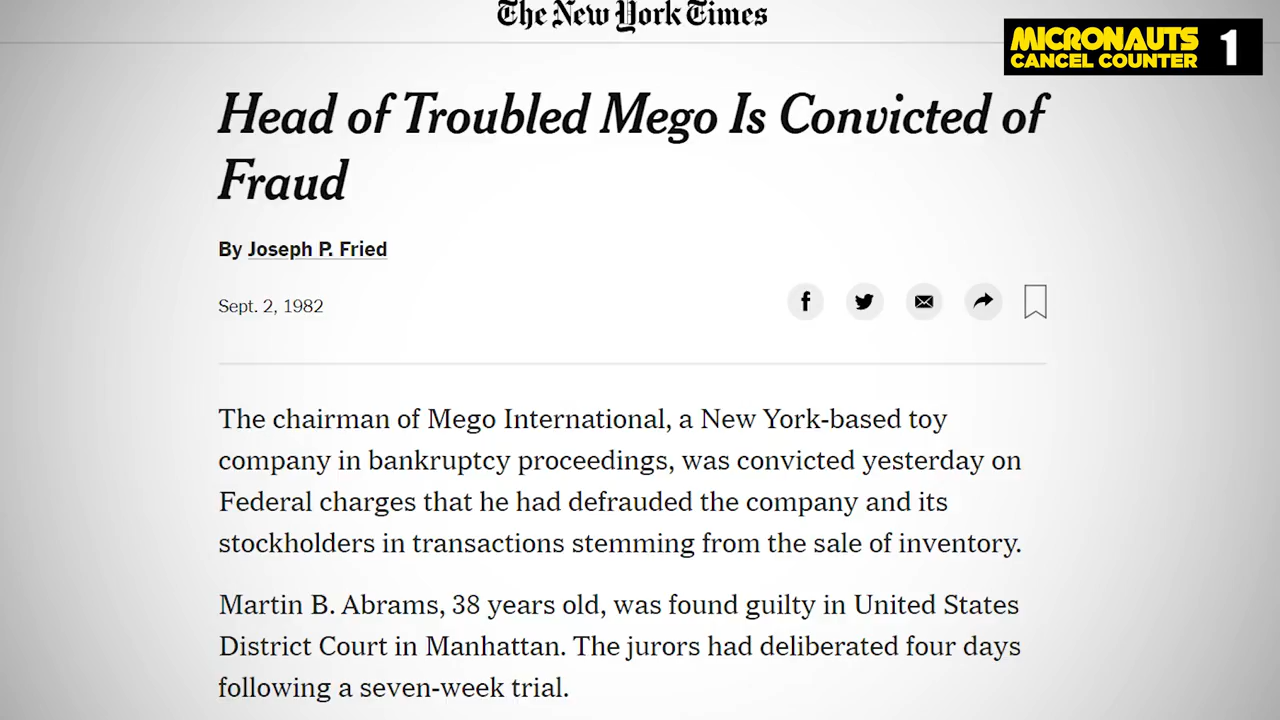 The New York Times
MICRONAUTS
CANCEL COUNTER 1
Head of Troubled Mego Is Convicted of
Fraud
By Joseph P. Fried
Sept. 2, 1982
The chairman of Mego International, a New York-based toy
company in bankruptcy proceedings, was convicted yesterday on
Federal charges that he had defrauded the company and its
stockholders in transactions stemming from the sale of inventory.
Martin B. Abrams, 38 years old, was found guilty in United States
District Court in Manhattan. The jurors had deliberated four days
following a seven-week trial.